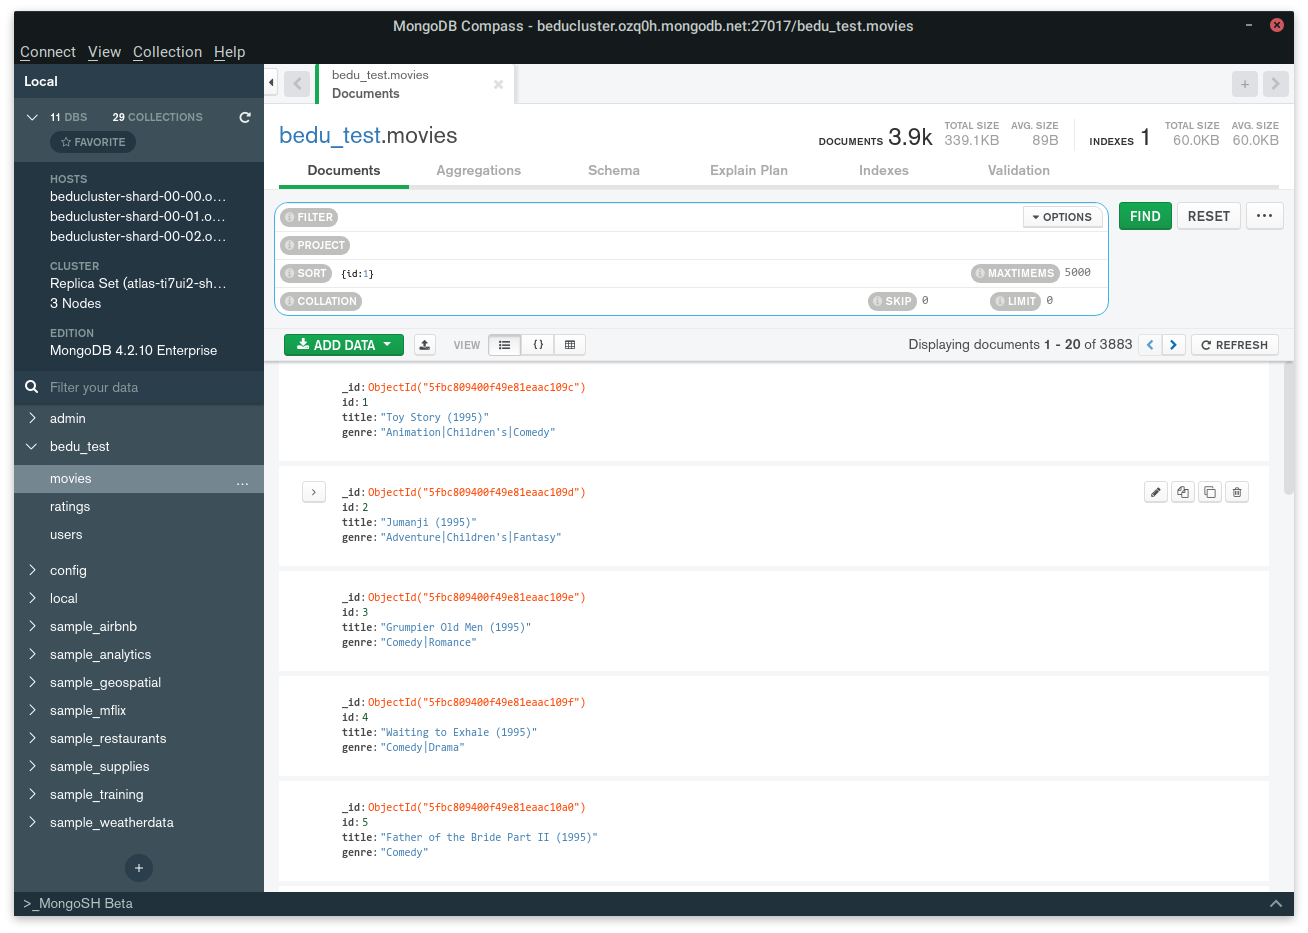 MongoDB Compass - beducluster.ozq0h.mongodb.net:27017/bedu_test.movies
Connect View Collection Help
Local
11 DBS 29 COLLECTIONS
FAVORITE
HOSTS
beducluster-shard-00-00.o...
beducluster-shard-00-01.o...
beducluster-shard-00-02.o...
CLUSTER
Replica Set (atlas-ti7ui2-sh...
3 Nodes
EDITION
MongoDB 4.2.10 Enterprise
Filter your data
admin
bedu_test
movies ...
ratings
users
config
local
sample_airbnb
sample_analytics
sample_geospatial
sample_mflix
sample_restaurants
sample_supplies
sample_training
sample_weatherdata
+
bedu_test.movies
Documents
bedu_test.movies
DOCUMENTS 3.9k TOTAL SIZE 339.1KB AVG. SIZE 89B INDEXES 1 TOTAL SIZE 60.0KB AVG. SIZE 60.0KB
Documents Aggregations Schema Explain Plan Indexes Validation
FILTER OPTIONS FIND RESET ...
PROJECT
SORT {id:1} MAXTIMEMS 5000
COLLATION SKIP 0 LIMIT 0
ADD DATA VIEW {} Displaying documents 1 - 20 of 3883 REFRESH
_id:ObjectId("5fbc809400f49e81eaac109c")
id:1
title:"Toy Story (1995)"
genre:"Animation|Children's|Comedy"
_id:ObjectId("5fbc809400f49e81eaac109d")
id:2
title:"Jumanji (1995)"
genre:"Adventure|Children's|Fantasy"
_id:ObjectId("5fbc809400f49e81eaac109e")
id:3
title:"Grumpier Old Men (1995)"
genre:"Comedy|Romance"
_id:ObjectId("5fbc809400f49e81eaac109f")
id:4
title:"Waiting to Exhale (1995)"
genre:"Comedy|Drama"
_id:ObjectId("5fbc809400f49e81eaac10a0")
id:5
title:"Father of the Bride Part II (1995)"
genre:"Comedy"
>_MongoSH Beta